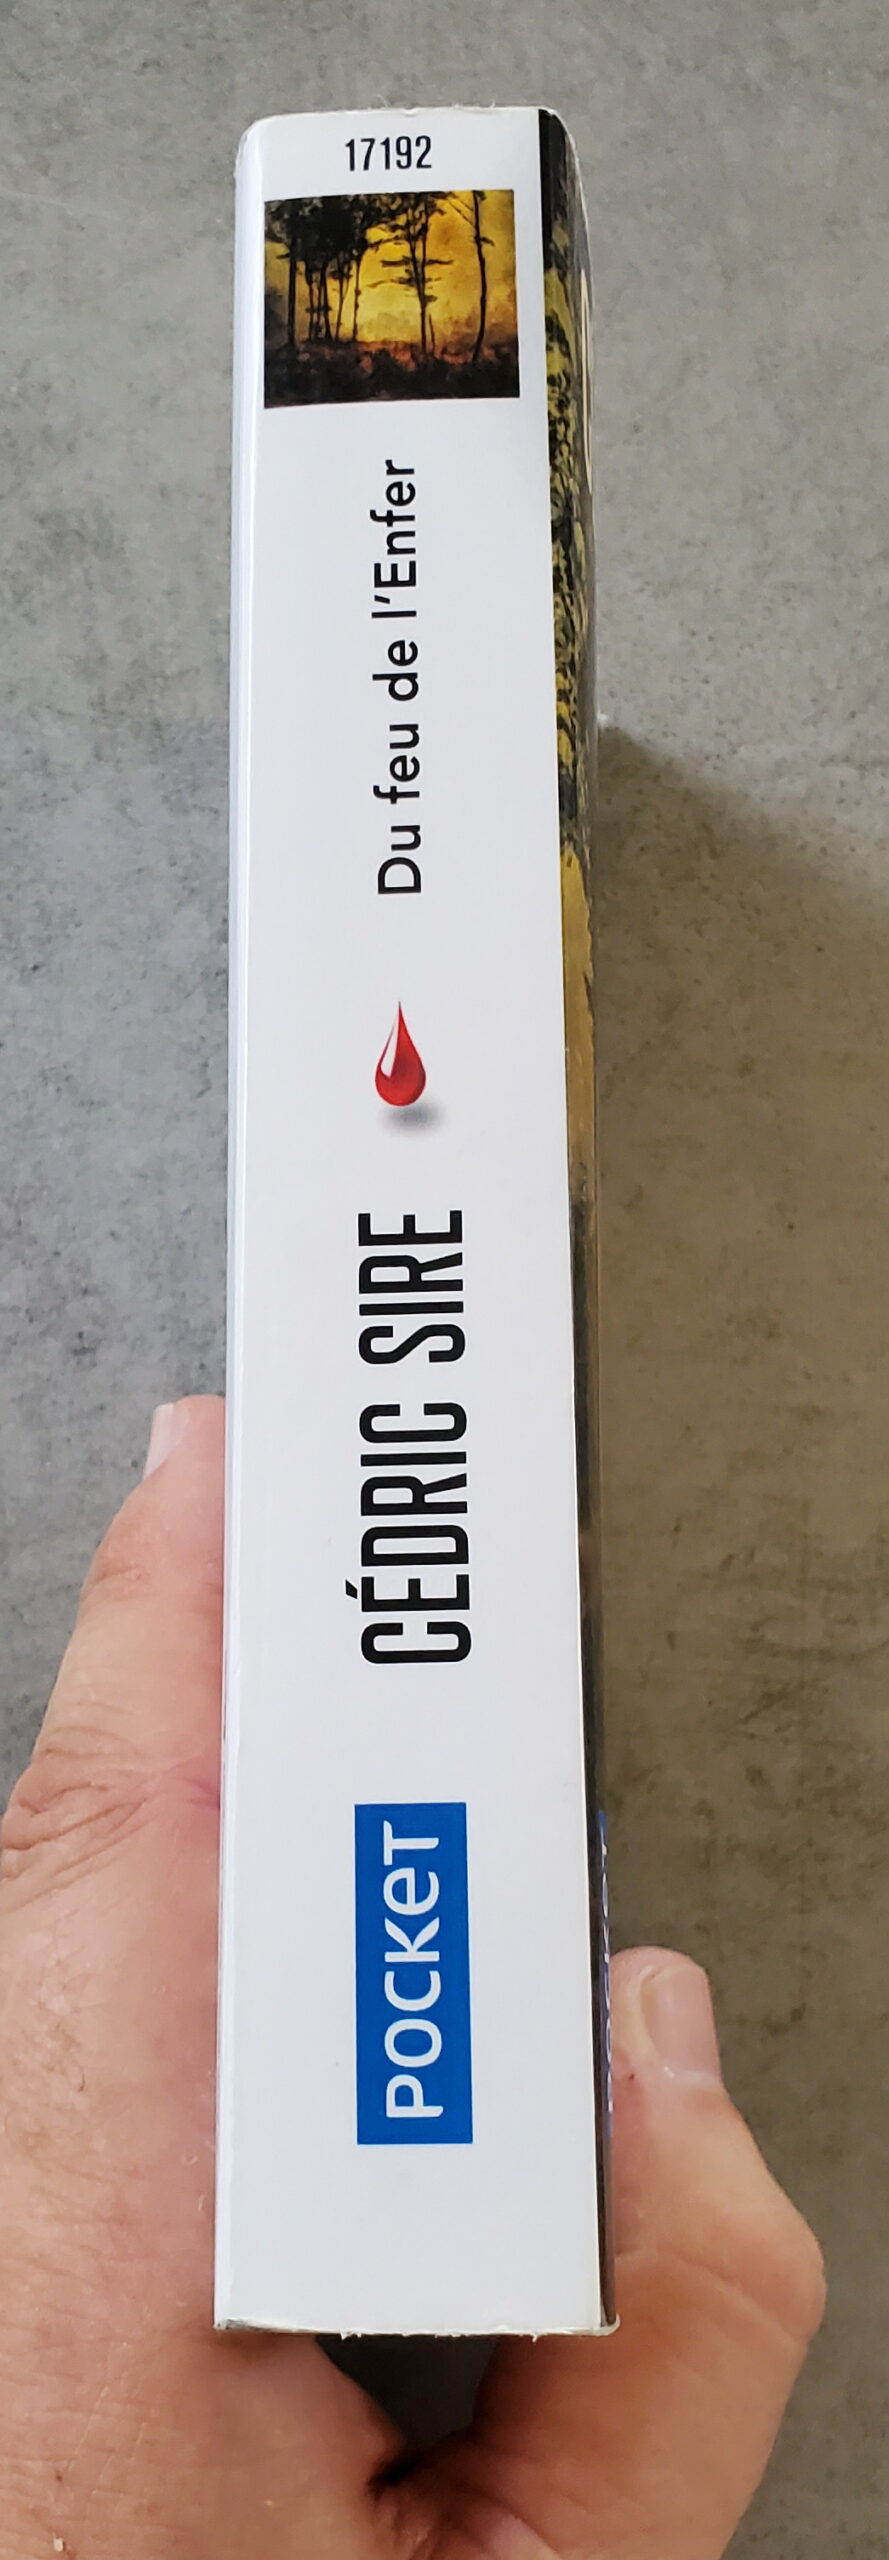 17192
Du feu de l'Enfer
CÉDRIC SIRE
POCKET